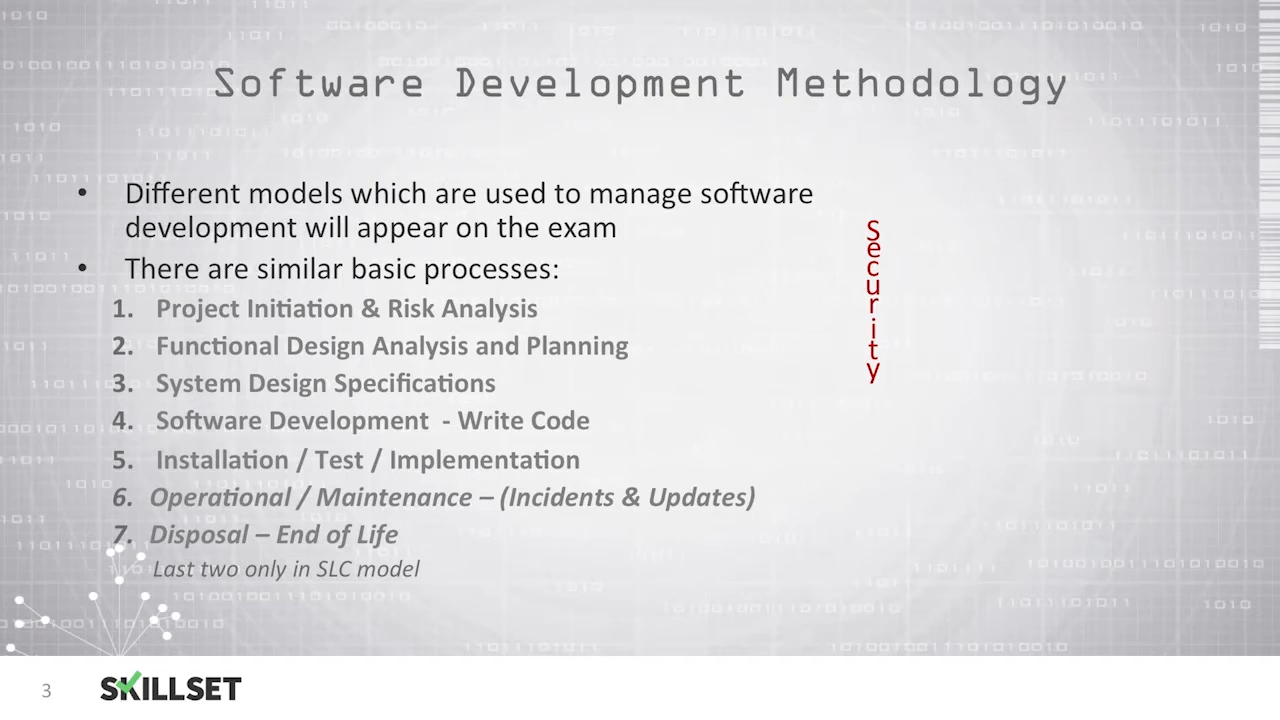 Software Development Methodology
• Different models which are used to manage software
development will appear on the exam
• There are similar basic processes:
1. Project Initiation & Risk Analysis
2. Functional Design Analysis and Planning
3. System Design Specifications
4. Software Development - Write Code
5. Installation / Test / Implementation
6. Operational / Maintenance – (Incidents & Updates)
7. Disposal – End of Life
Last two only in SLC model
Security
3
SKILLSET